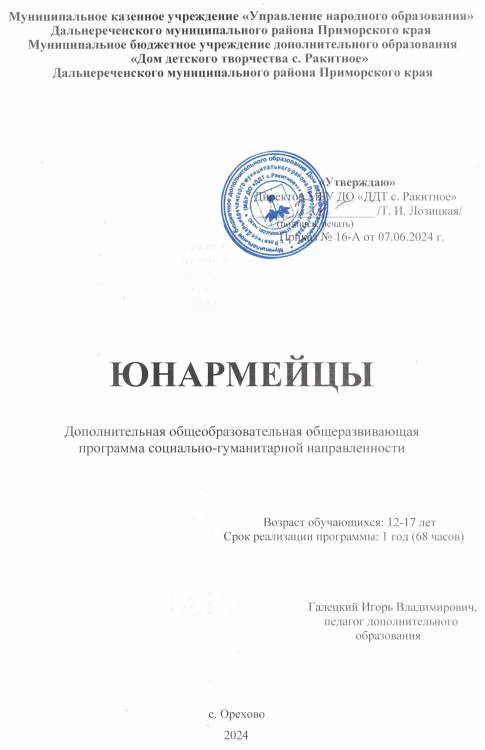 Муниципальное казенное учреждение «Управление народного образования»
Дальнереченского муниципального района Приморского края
Муниципальное бюджетное учреждение дополнительного образования
«Дом детского творчества с. Ракитное»
Дальнереченского муниципального района Приморского края
«Утверждаю»
Директор МБУ ДО «ДДТ с. Ракитное»
/Т. И. Лозицкая/
Приказ № 16-А от 07.06.2024 г.
ЮНАРМЕЙЦЫ
Дополнительная общеобразовательная общеразвивающая
программа социально-гуманитарной направленности
Возраст обучающихся: 12-17 лет
Срок реализации программы: 1 год (68 часов)
Галецкий Игорь Владимирович,
педагог дополнительного
образования
с. Орехово
2024